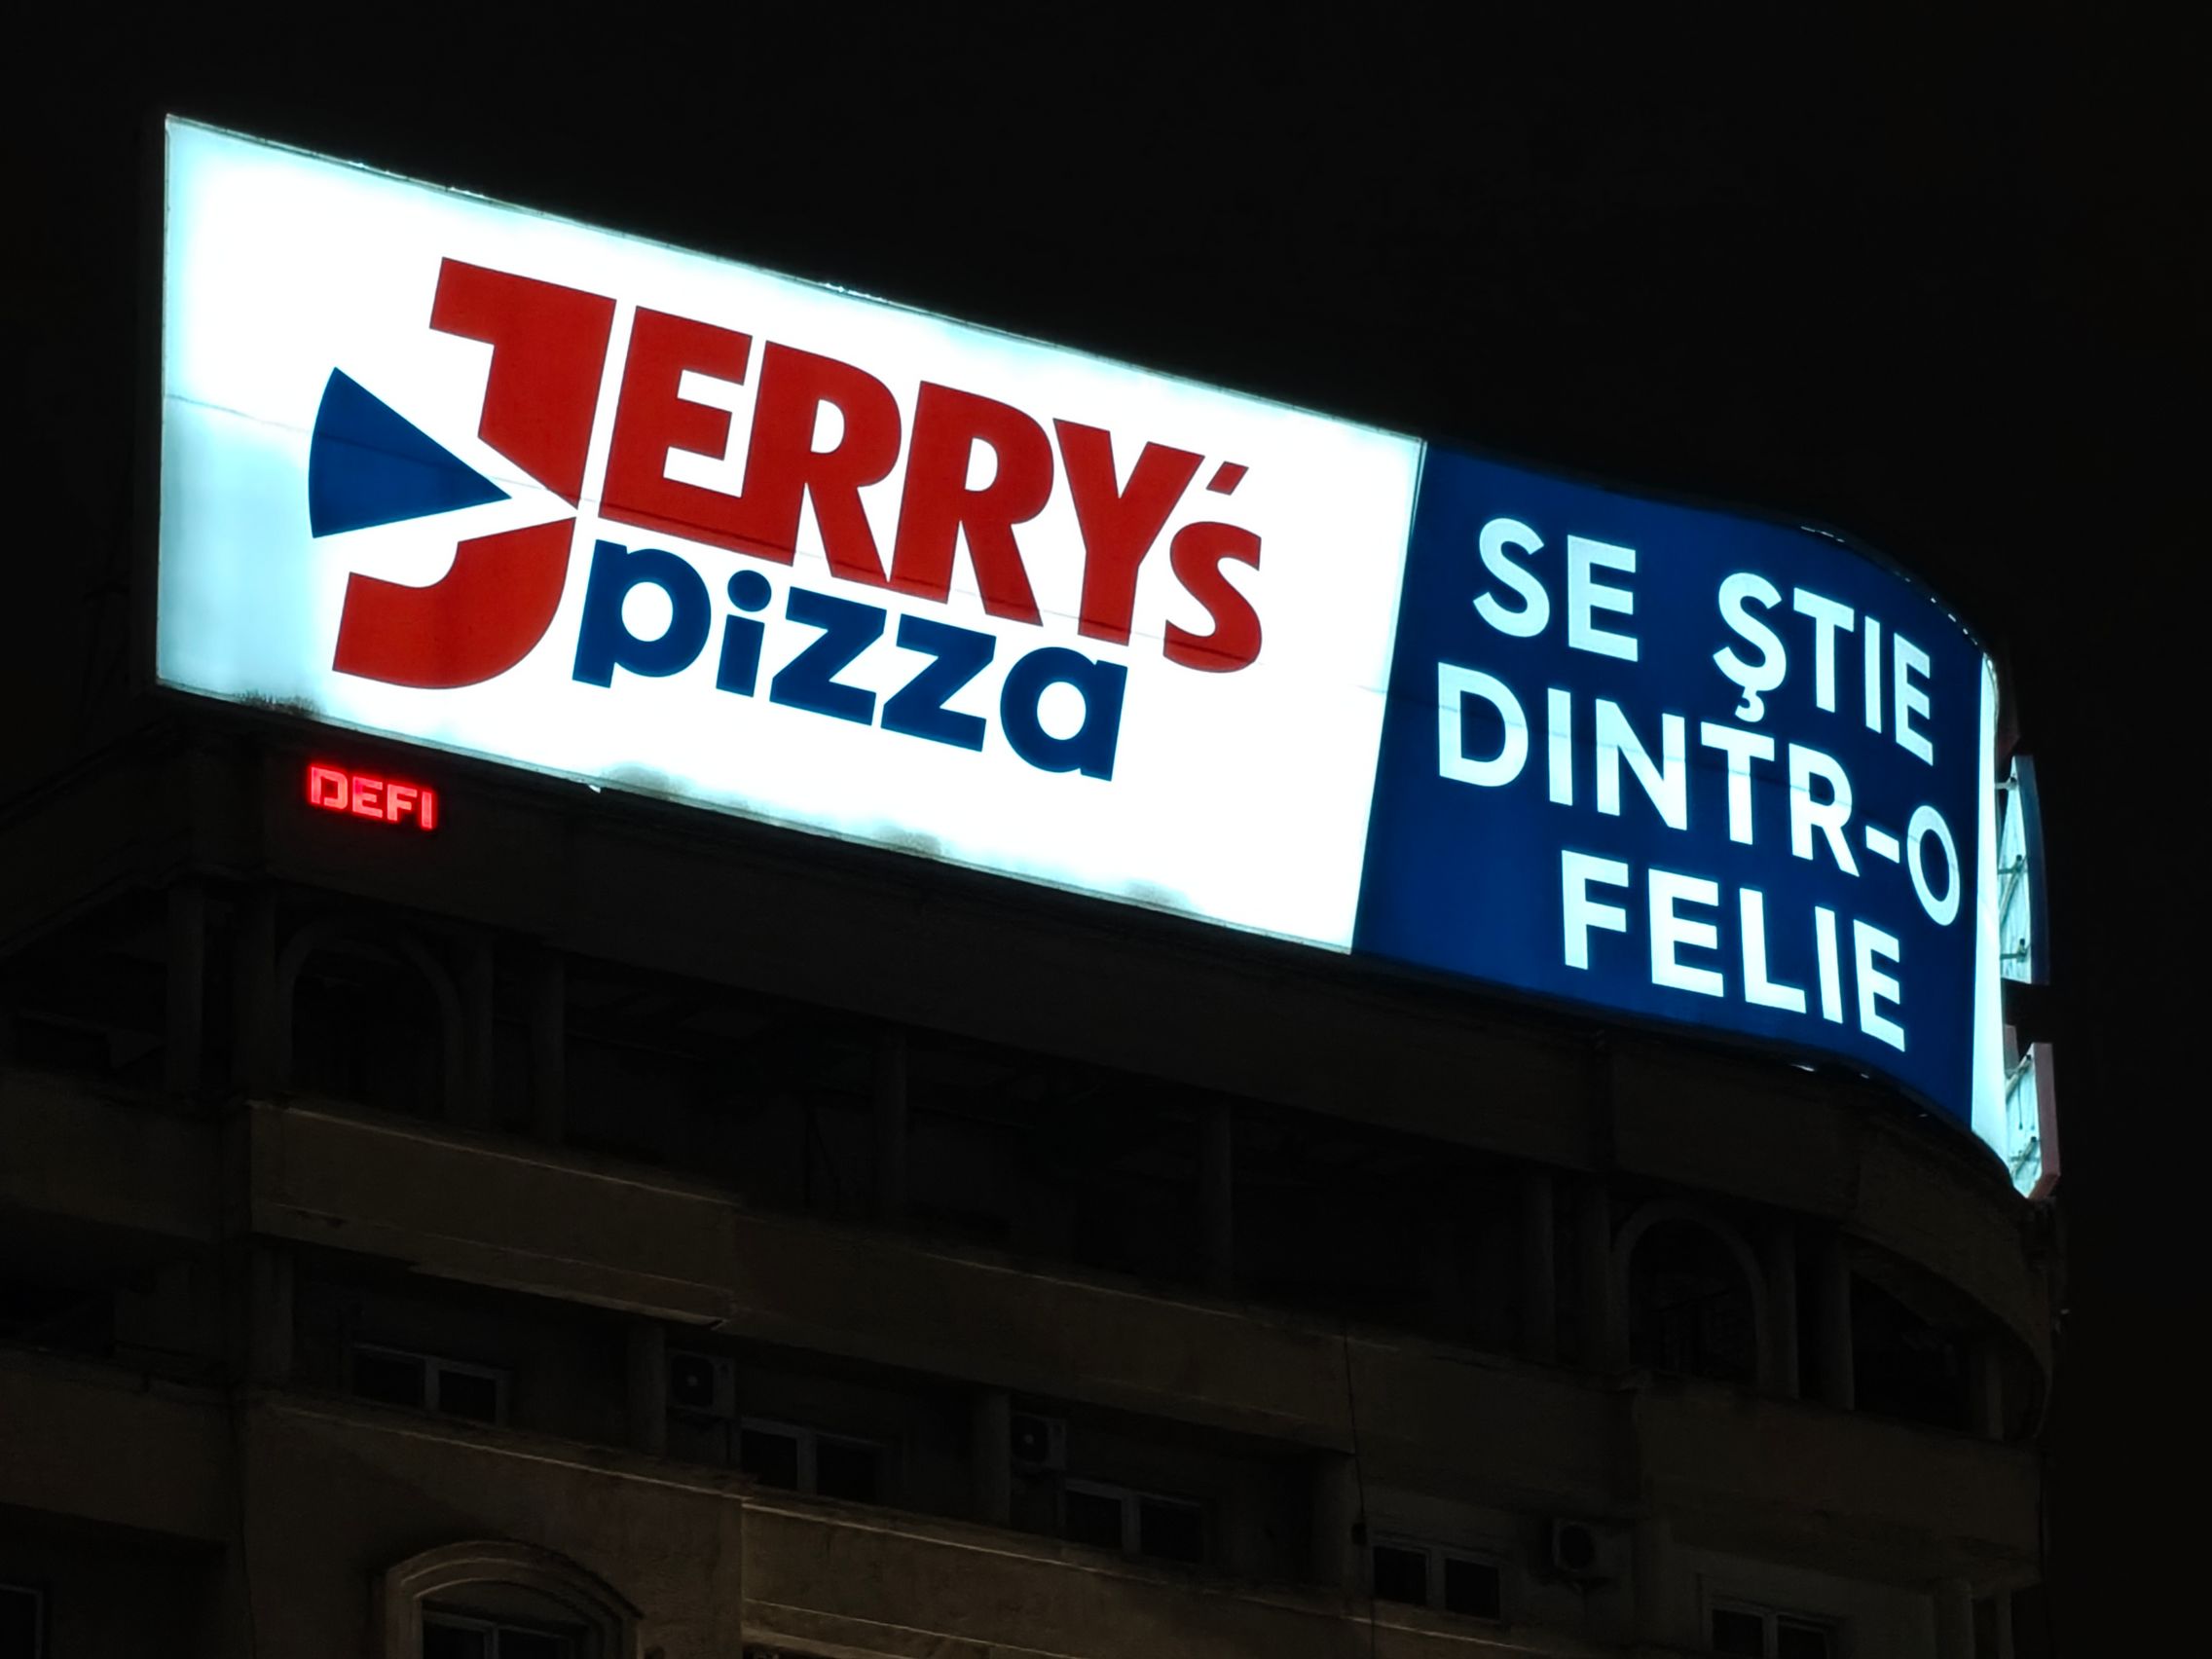 JERRY's
pizza
SE ŞTIE
DINTR-O
FELIE
DEFI